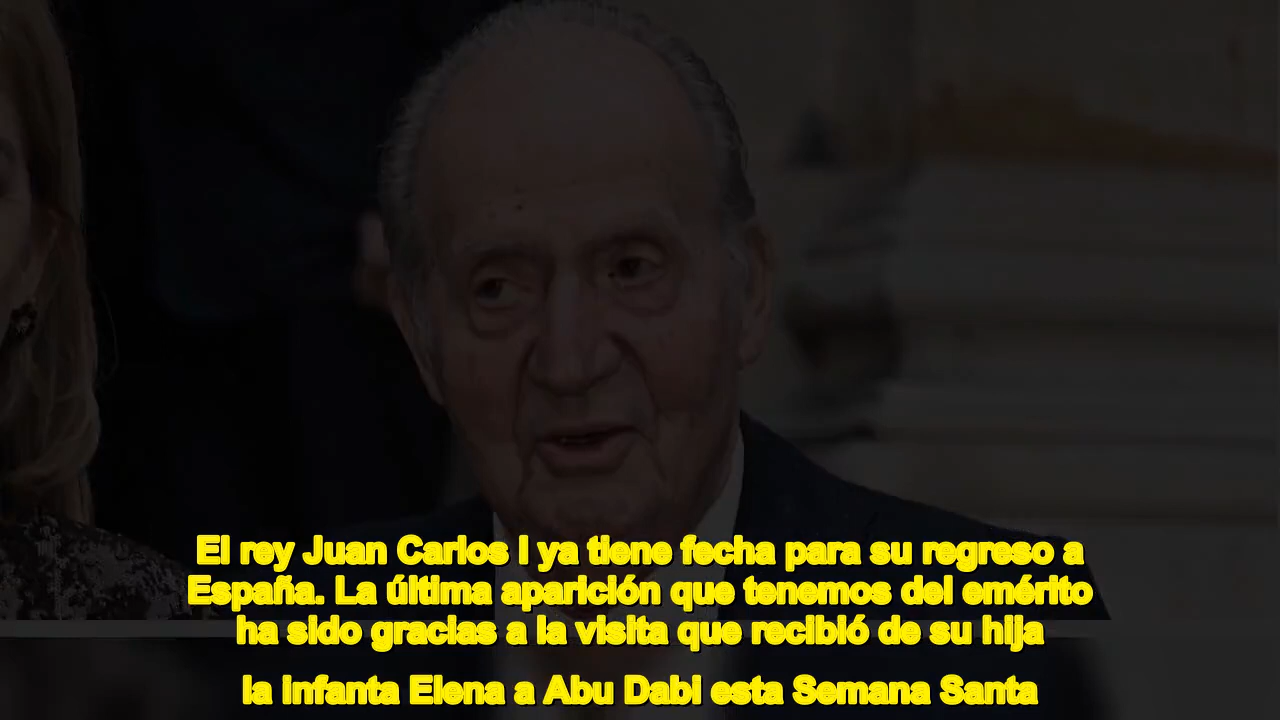 El rey Juan Carlos I ya tiene fecha para su regreso a
España. La última aparición que tenemos del emérito
ha sido gracias a la visita que recibió de su hija
la infanta Elena a Abu Dabi esta Semana Santa